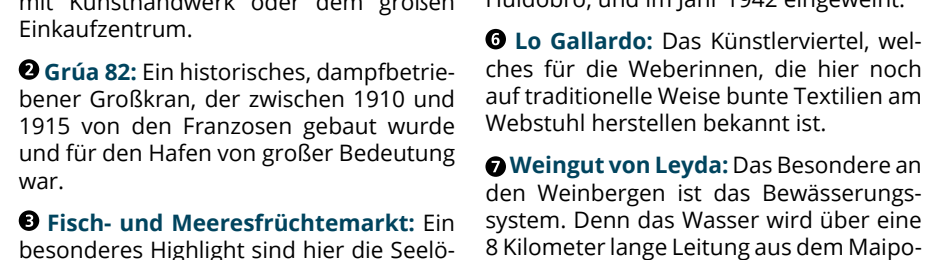 mit Kunsthandwerk oder dem großen
Einkaufzentrum.
❷ Grúa 82: Ein historisches, dampfbetrie-
bener Großkran, der zwischen 1910 und
1915 von den Franzosen gebaut wurde
und für den Hafen von großer Bedeutung
war.
❸ Fisch- und Meeresfrüchtemarkt: Ein
besonderes Highlight sind hier die Seelö-
Huidobro, und im Jahr 1942 eingeweiht.
❻ Lo Gallardo: Das Künstlerviertel, wel-
ches für die Weberinnen, die hier noch
auf traditionelle Weise bunte Textilien am
Webstuhl herstellen bekannt ist.
❼ Weingut von Leyda: Das Besondere an
den Weinbergen ist das Bewässerungs-
system. Denn das Wasser wird über eine
8 Kilometer lange Leitung aus dem Maipo-